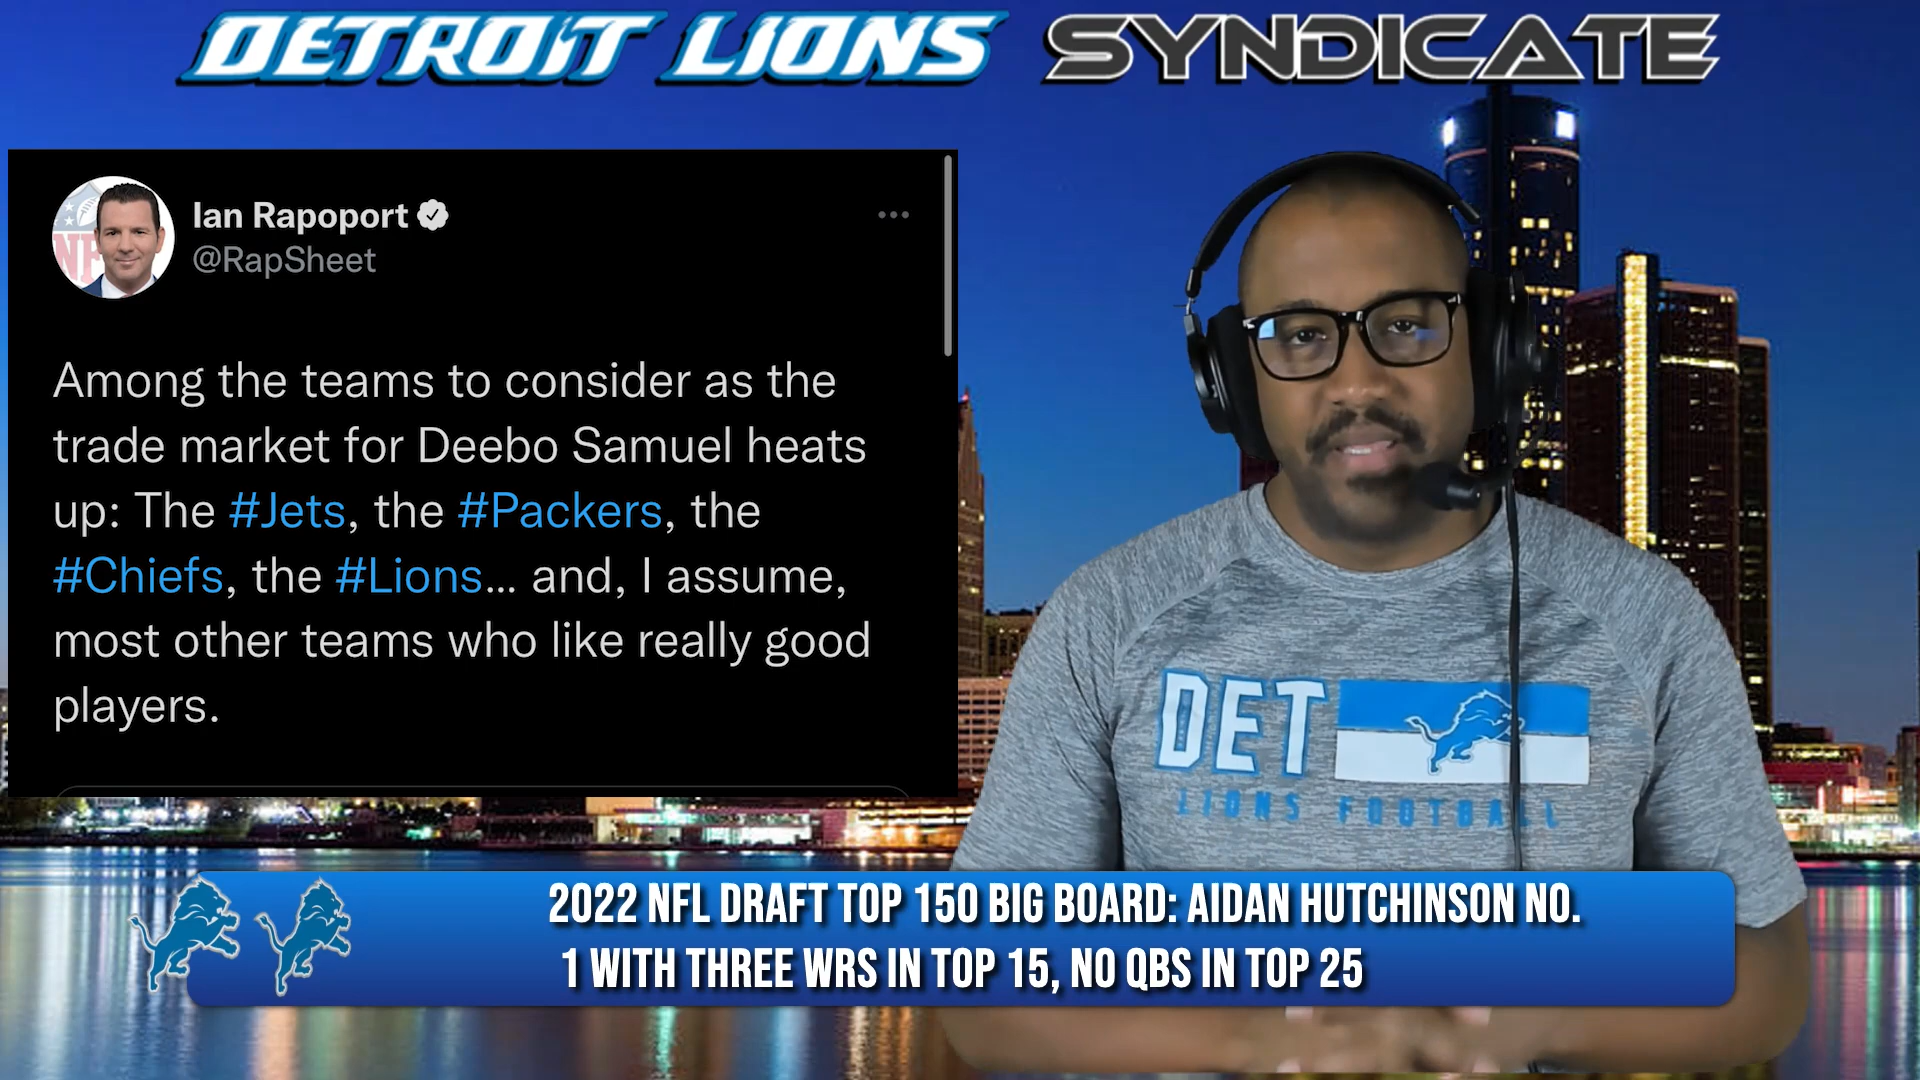 DETROIT LIONS SYNDICATE
Ian Rapoport
@RapSheet
Among the teams to consider as the
trade market for Deebo Samuel heats
up: The #Jets, the #Packers, the
#Chiefs, the #Lions... and, I assume,
most other teams who like really good
players.
DET
LIONS FOOTBALL
2022 NFL DRAFT TOP 150 BIG BOARD: AIDAN HUTCHINSON NO.
1 WITH THREE WRS IN TOP 15, NO QBS IN TOP 25